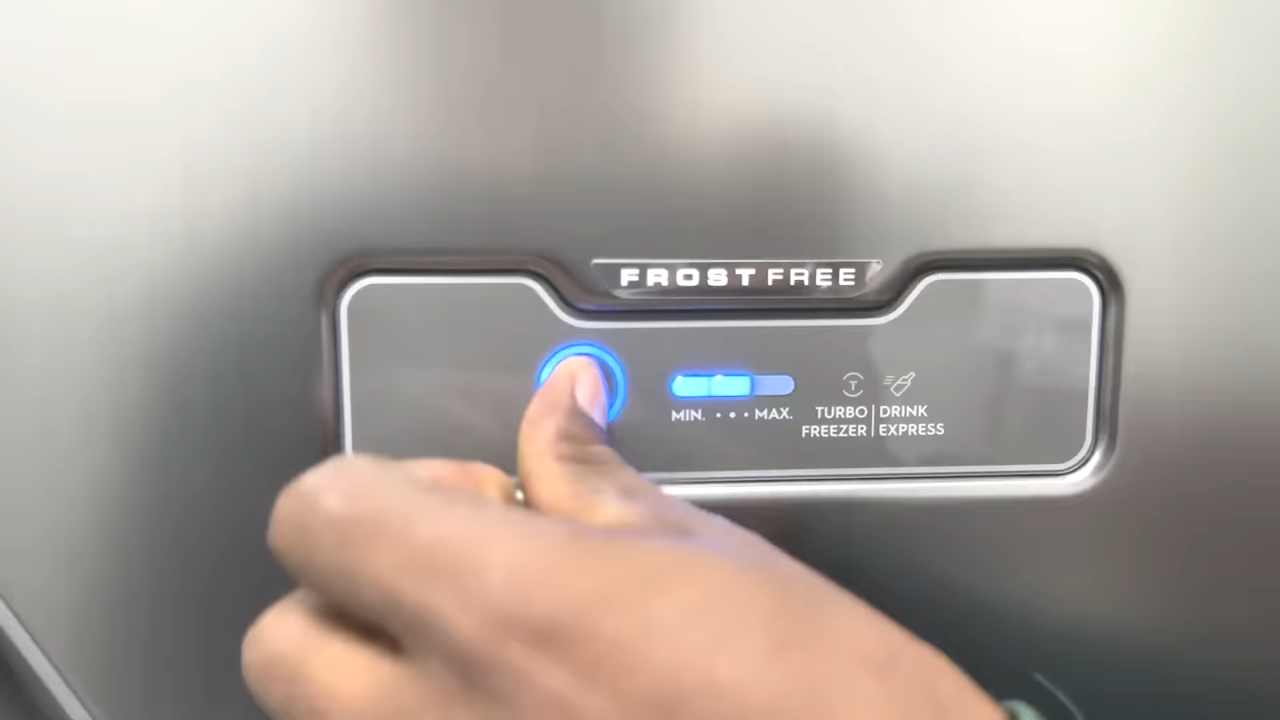 FROST FREE
MIN. • • • MAX.
TURBO FREEZER
DRINK EXPRESS